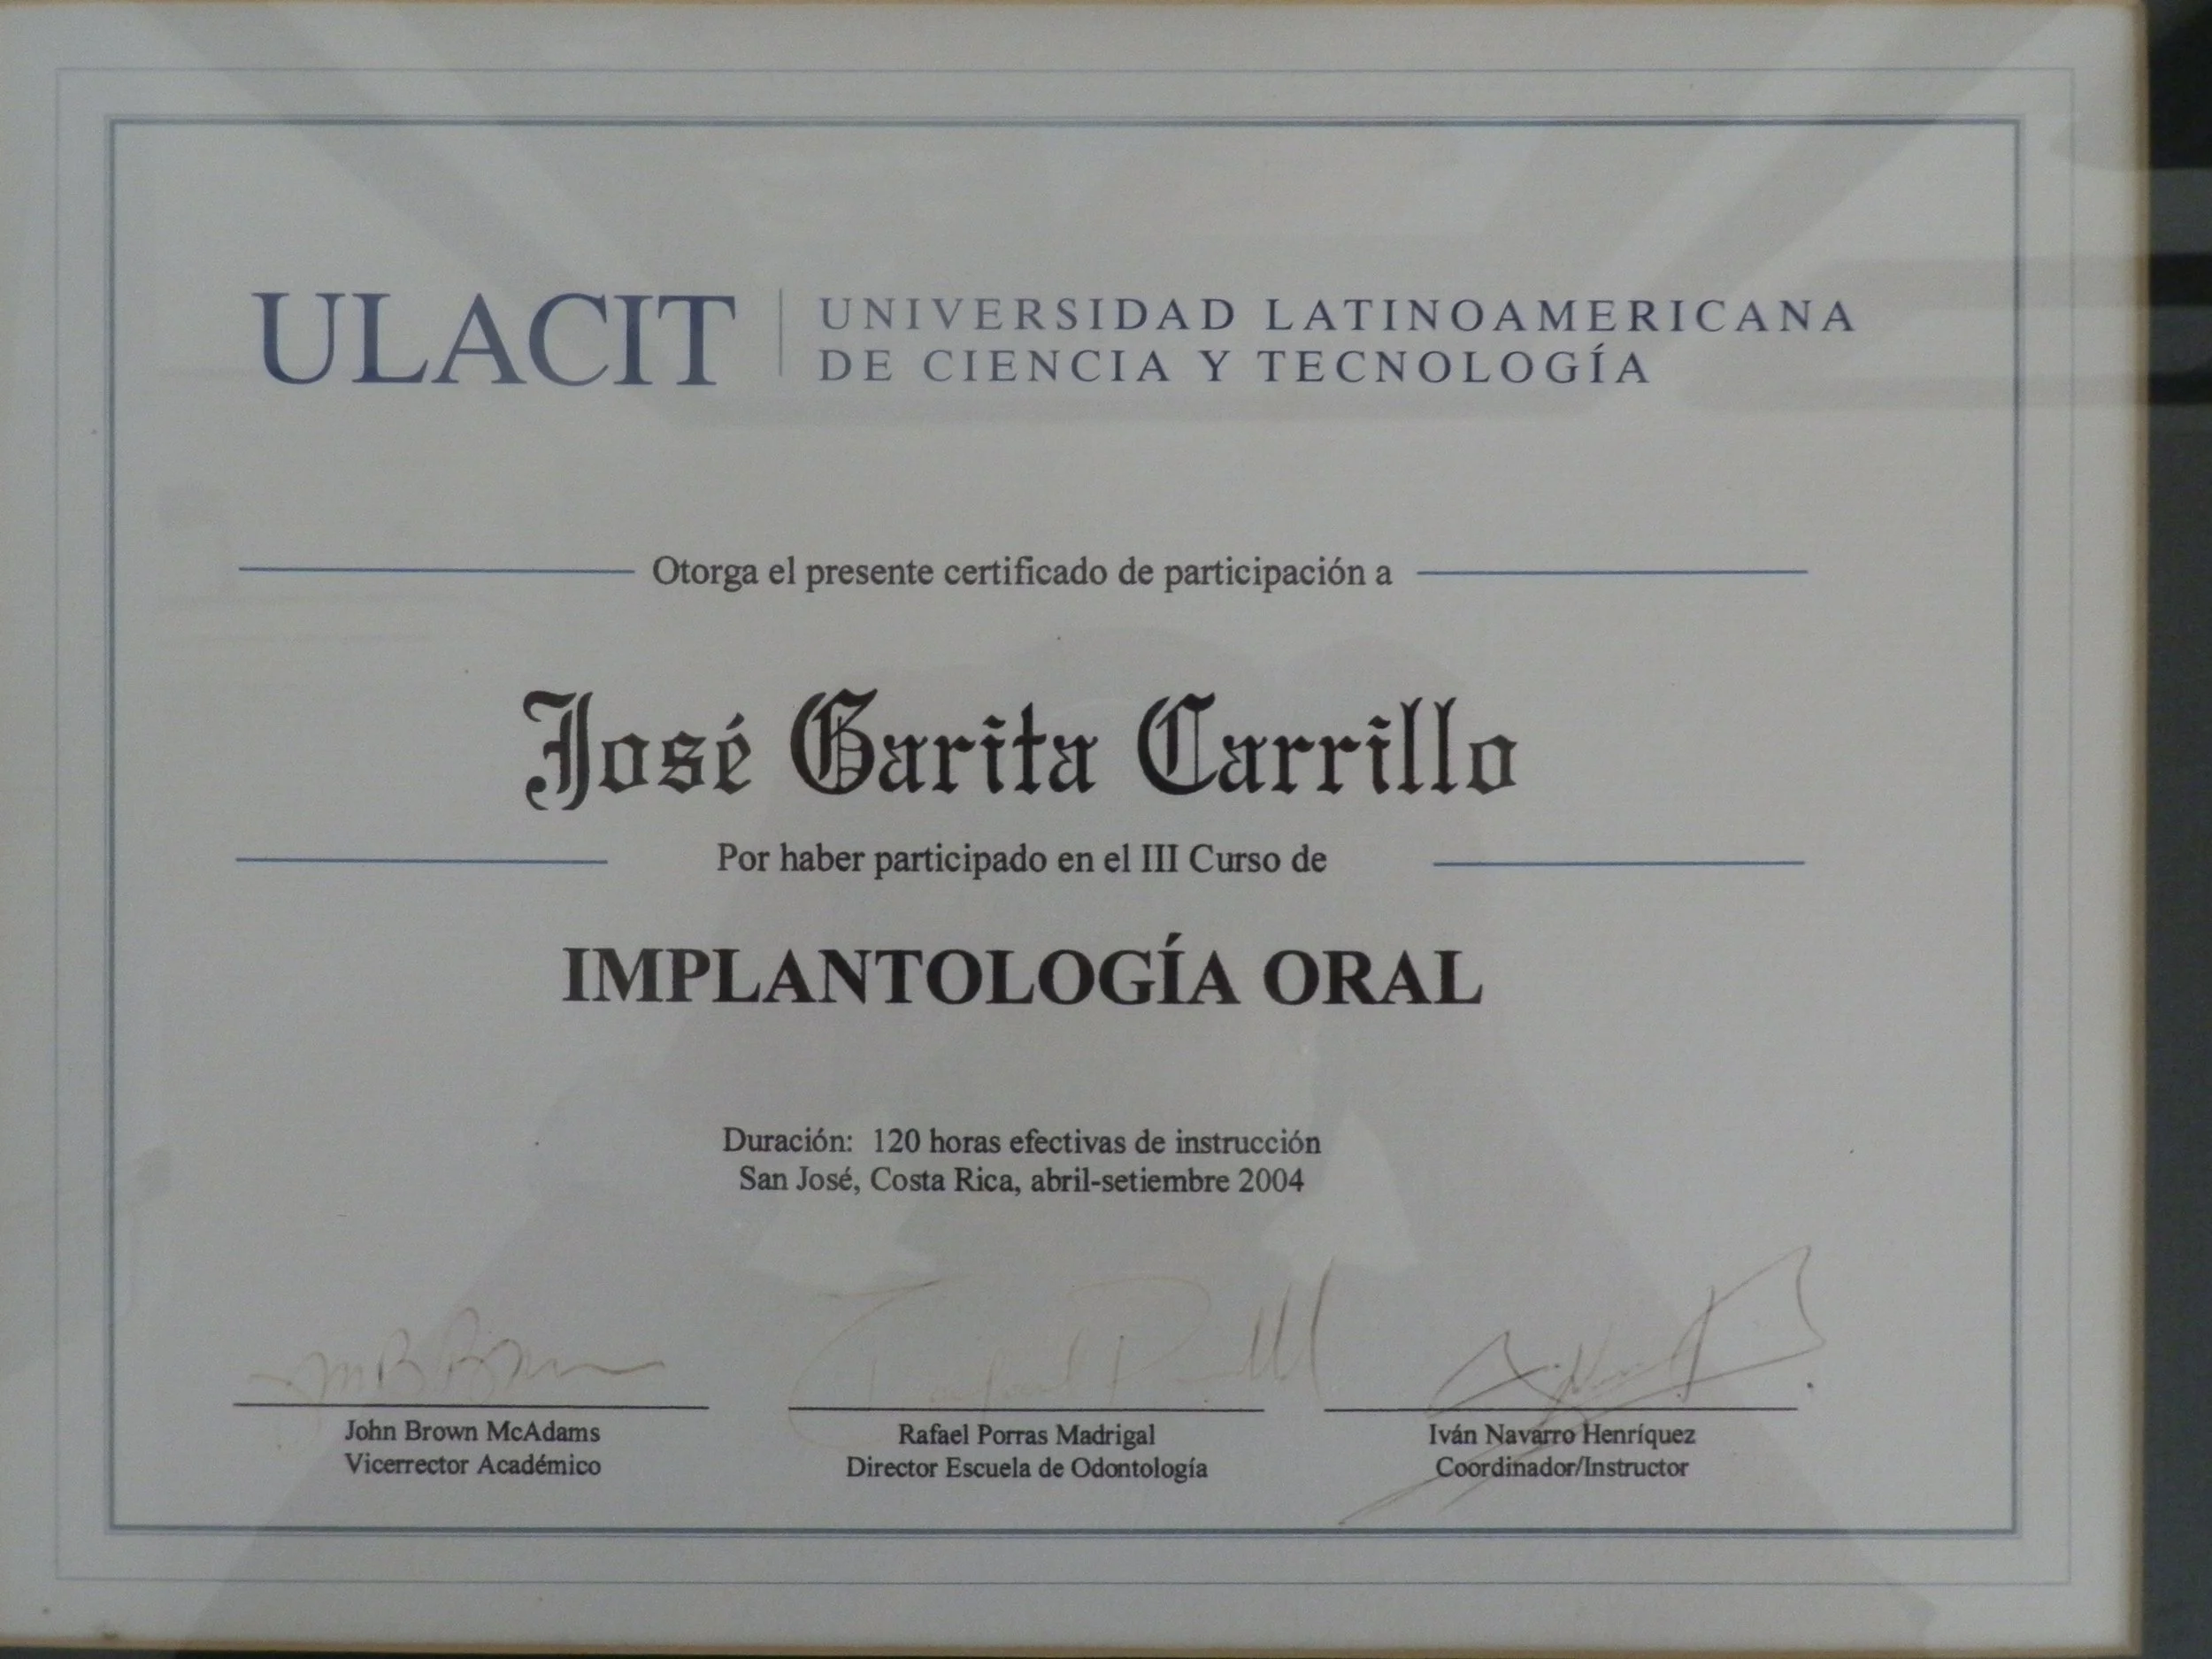 ULACIT
UNIVERSIDAD LATINOAMERICANA
DE CIENCIA Y TECNOLOGÍA
Otorga el presente certificado de participación a
José Garita Carrillo
Por haber participado en el III Curso de
IMPLANTOLOGÍA ORAL
Duración: 120 horas efectivas de instrucción
San José, Costa Rica, abril-setiembre 2004
John Brown McAdams
Vicerrector Académico
Rafael Porras Madrigal
Director Escuela de Odontología
Iván Navarro Henríquez
Coordinador/Instructor